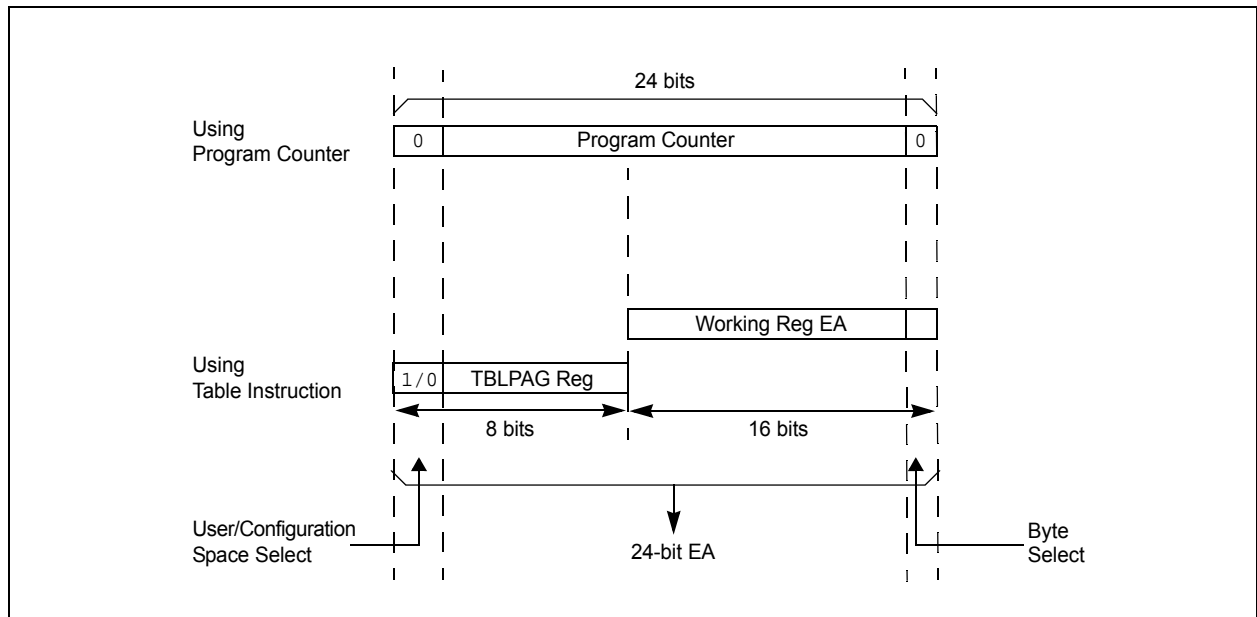 24 bits
Using
Program Counter
0
Program Counter
0
Working Reg EA
Using
Table Instruction
1/0
TBLPAG Reg
8 bits
16 bits
User/Configuration
Space Select
24-bit EA
Byte
Select